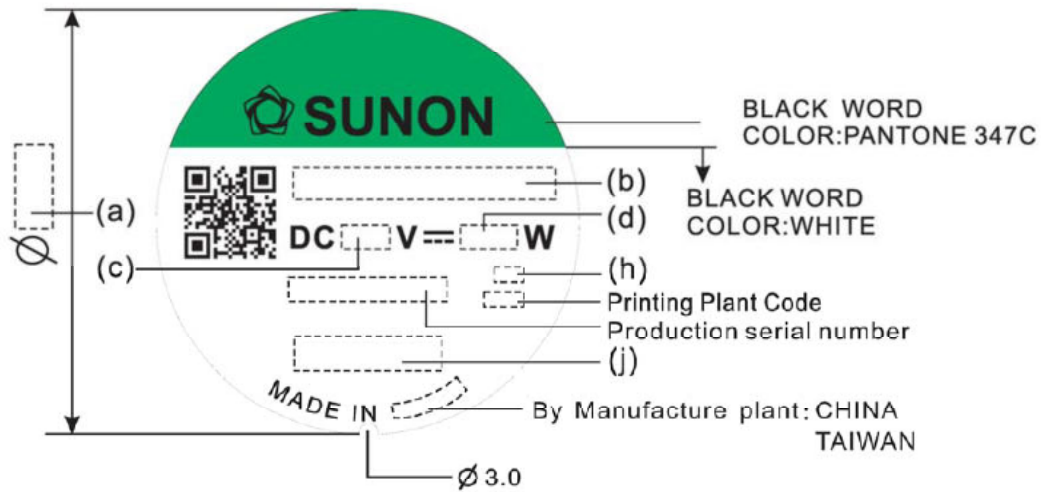 SUNON
BLACK WORD
COLOR:PANTONE 347C
(b)
BLACK WORD
COLOR:WHITE
(a)
Ø
(d)
DC V⎓ W
(c)
(h)
Printing Plant Code
Production serial number
(j)
MADE IN
By Manufacture plant: CHINA
TAIWAN
Ø 3.0